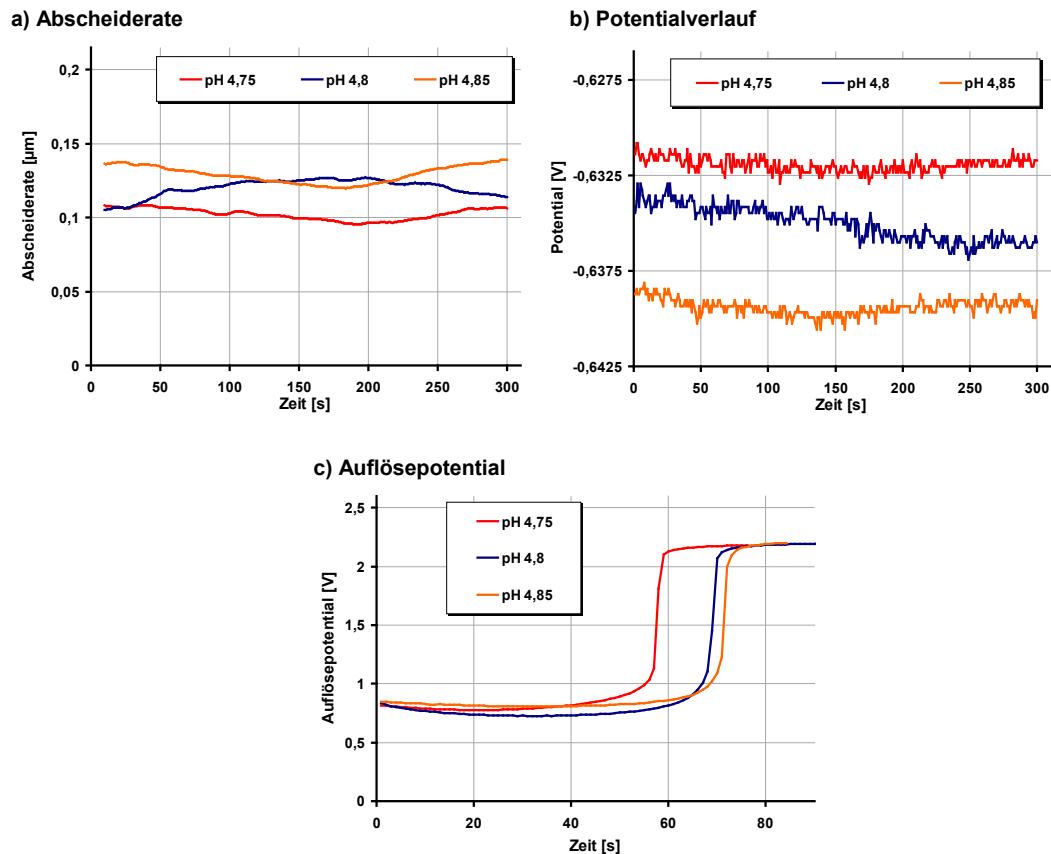 a) Abscheiderate
0,2
0,15
0,1
0,05
0
Abscheiderate [µm]
pH 4,75 pH 4,8 pH 4,85
0 50 100 150 200 250 300
Zeit [s]
b) Potentialverlauf
-0,6275
-0,6325
-0,6375
-0,6425
Potential [V]
pH 4,75 pH 4,8 pH 4,85
0 50 100 150 200 250 300
Zeit [s]
c) Auflösepotential
2,5
2
1,5
1
0,5
0
Auflösepotential [V]
pH 4,75
pH 4,8
pH 4,85
0 20 40 60 80
Zeit [s]